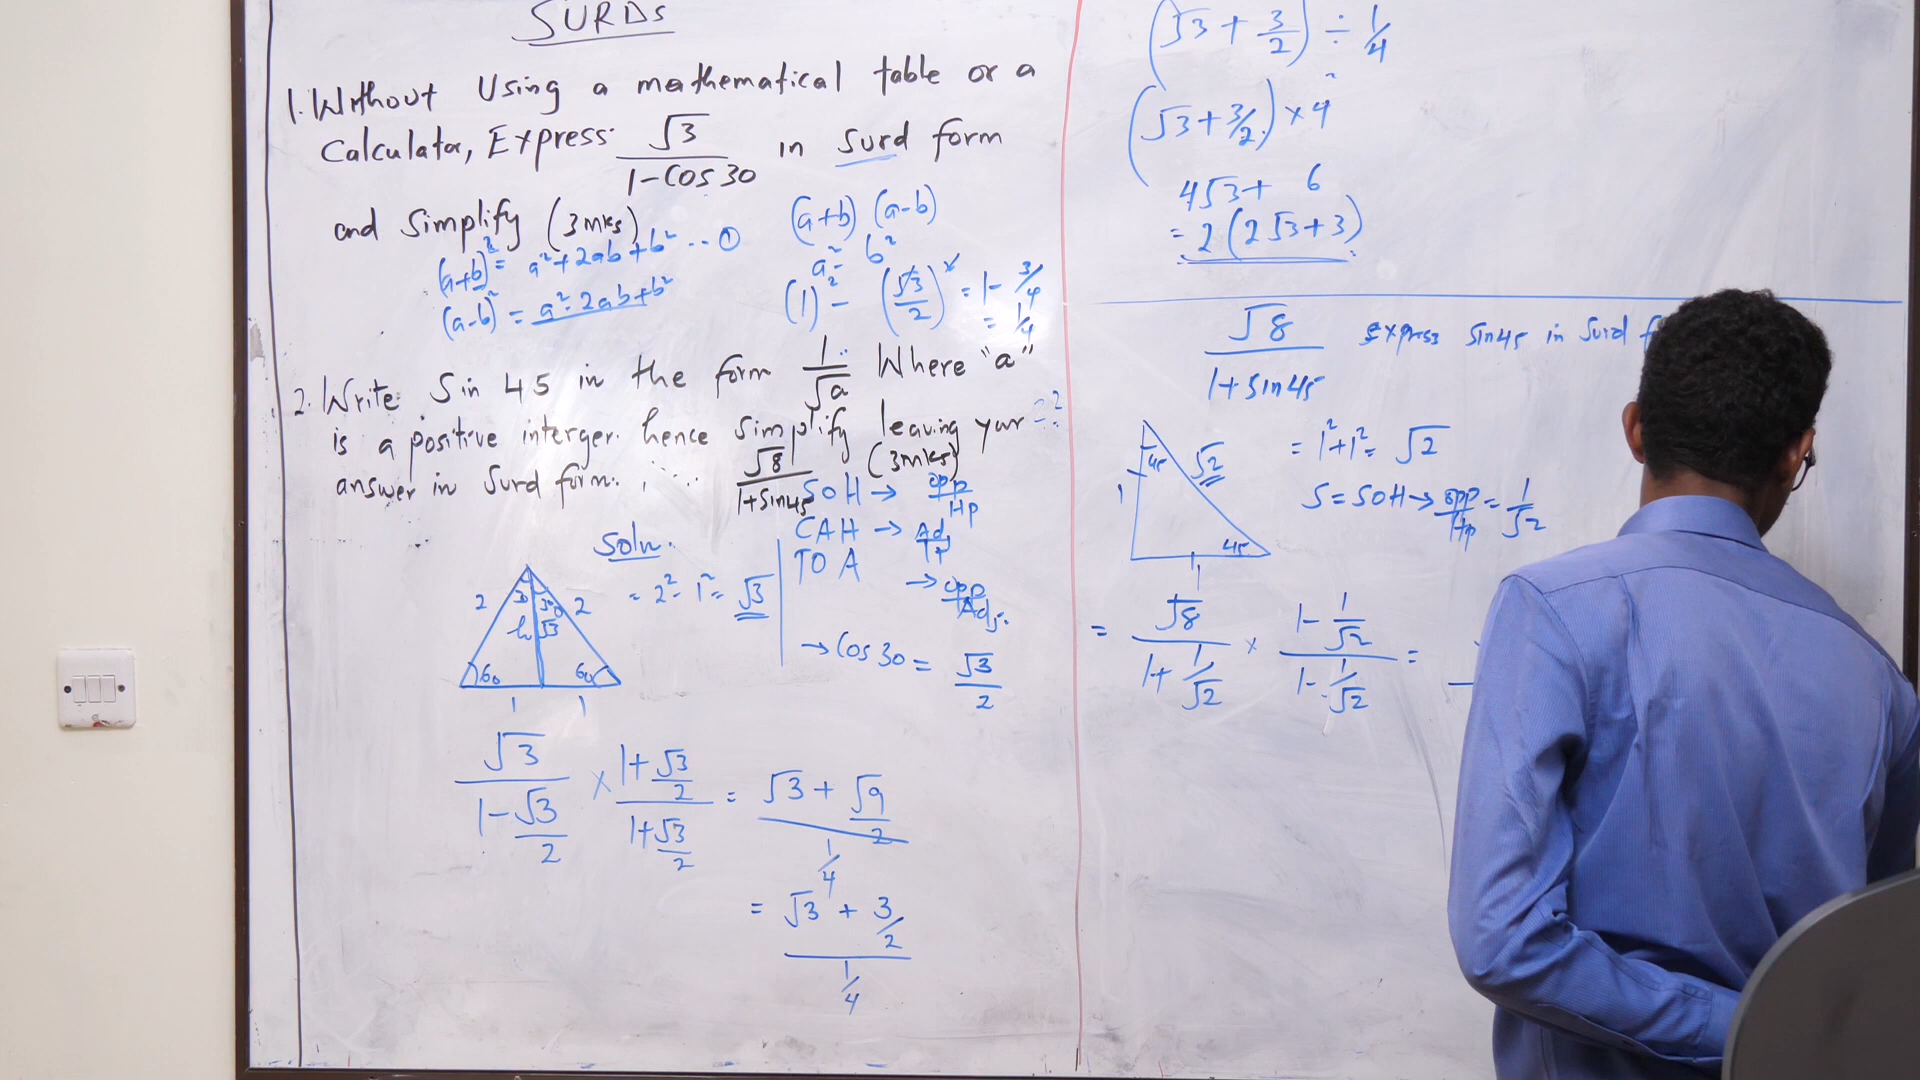 SURDs
1. Without Using a mathematical table or a
Calculator, Express √3/(1-Cos 30) in Surd form
and Simplify (3mks)
(a+b)² = a²+2ab+b² -- ①
(a-b)² = a²-2ab+b²
(a+b) (a-b)
a² - b²
(1)² - (√3/2)² = 1 - 3/4
= 1/4
2. Write Sin 45 in the form 1/√a Where "a"
is a positive interger. hence Simplify leaving your
answer in Surd form. √8/(1+sin45) (3mks)
Soln.
2 30 30 2
h √3
60 60
1 1
= 2² - 1² = √3
SOH → opp/Hp
CAH →
TO A → opp/Adj.
→ Cos 30 = √3/2
√3/(1-√3/2) × (1+√3/2)/(1+√3/2) = (√3 + √9/2)/(1/4)
= (√3 + 3/2)/(1/4)
(√3 + 3/2) ÷ 1/4
(√3 + 3/2) × 4
4√3 + 6
= 2(2√3+3)
√8/(1+sin45) Express Sin45 in Surd
45 √2
1
45
1
= 1²+1² = √2
S = SOH → opp/Hp = 1/√2
= √8/(1+1/√2) × (1-1/√2)/(1-1/√2) =